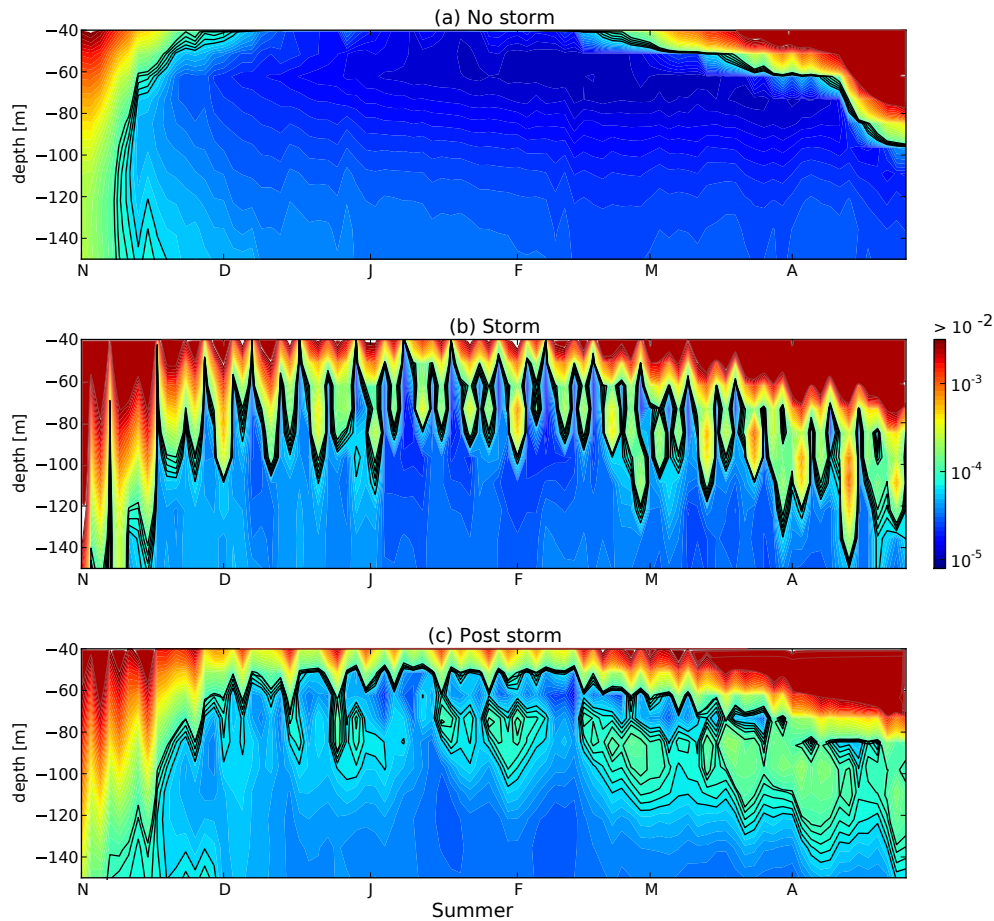 (a) No storm
−40
−60
−80
−100
−120
−140
depth [m]
N D J F M A
(b) Storm
−40
−60
−80
−100
−120
−140
depth [m]
N D J F M A
> 10 -2
10 -3
10 -4
10 -5
(c) Post storm
−40
−60
−80
−100
−120
−140
depth [m]
N D J F M A
Summer